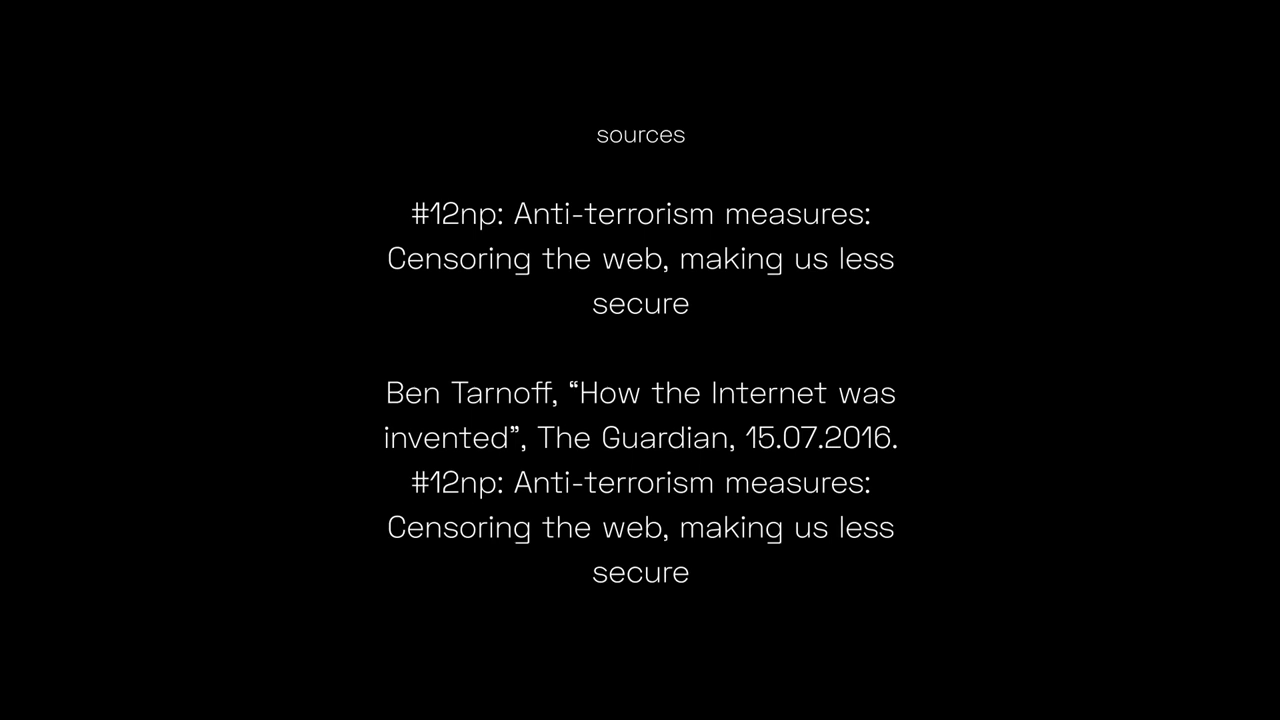 sources
#12np: Anti-terrorism measures:
Censoring the web, making us less
secure
Ben Tarnoff, “How the Internet was
invented”, The Guardian, 15.07.2016.
#12np: Anti-terrorism measures:
Censoring the web, making us less
secure